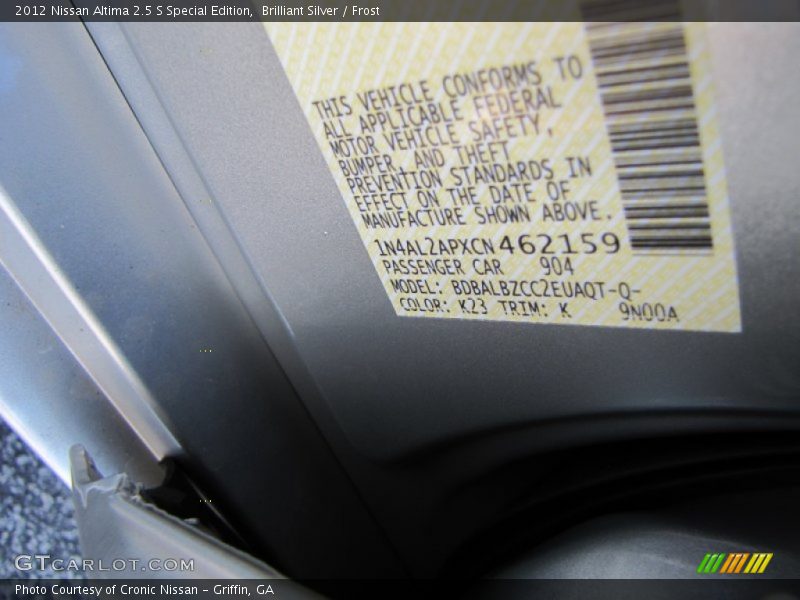 2012 Nissan Altima 2.5 S Special Edition,  Brilliant Silver / Frost
THIS VEHICLE CONFORMS TO
ALL APPLICABLE FEDERAL
MOTOR VEHICLE SAFETY,
BUMPER, AND THEFT
PREVENTION STANDARDS IN
EFFECT ON THE DATE OF
MANUFACTURE SHOWN ABOVE.
1N4AL2APXCN462159
PASSENGER CAR 904
MODEL: BDBALBZCC2EUAQT-Q-
COLOR: K23 TRIM: K 9N00A
GTCARLOT.COM
Photo Courtesy of Cronic Nissan - Griffin, GA